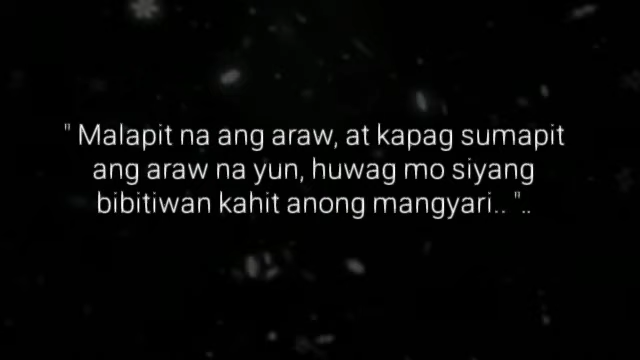 " Malapit na ang araw, at kapag sumapit
ang araw na yun, huwag mo siyang
bibitiwan kahit anong mangyari.. "..